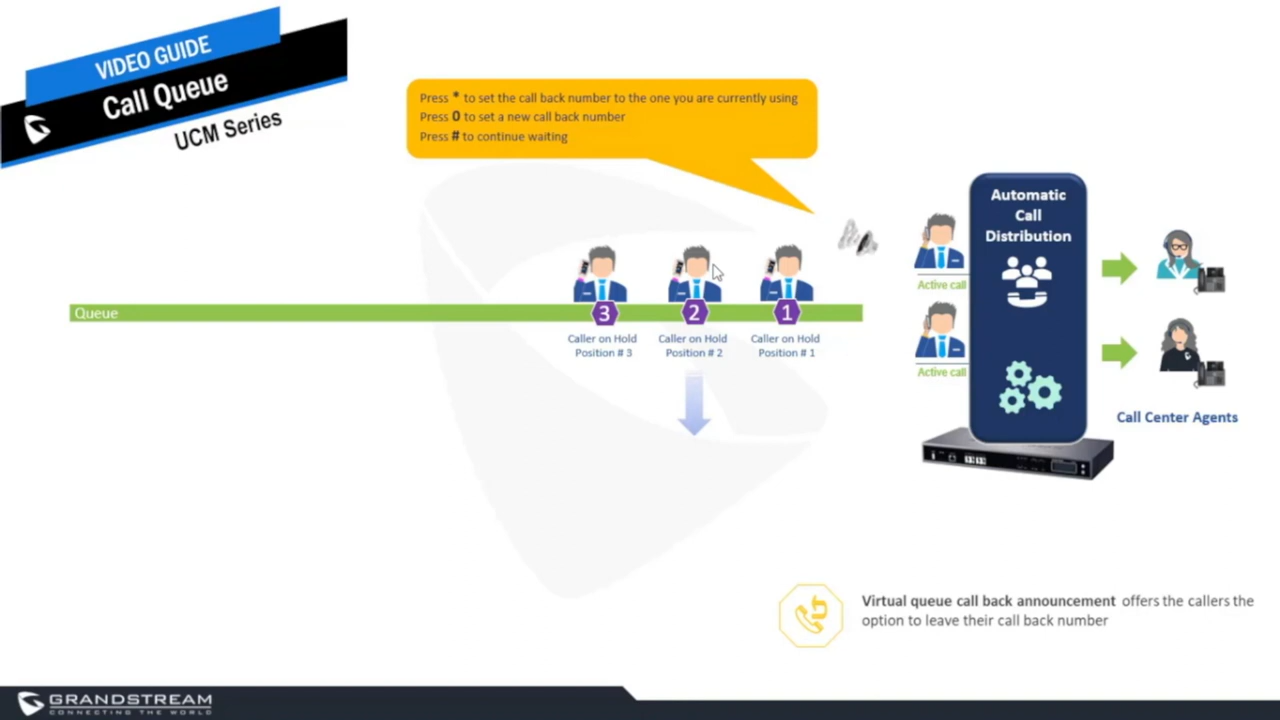 VIDEO GUIDE
Call Queue
UCM Series
Press * to set the call back number to the one you are currently using
Press 0 to set a new call back number
Press # to continue waiting
Automatic
Call
Distribution
Active call
Active call
Queue
3
2
1
Caller on Hold
Position # 3
Caller on Hold
Position # 2
Caller on Hold
Position # 1
Call Center Agents
Virtual queue call back announcement offers the callers the
option to leave their call back number
GRANDSTREAM
CONNECTING THE WORLD